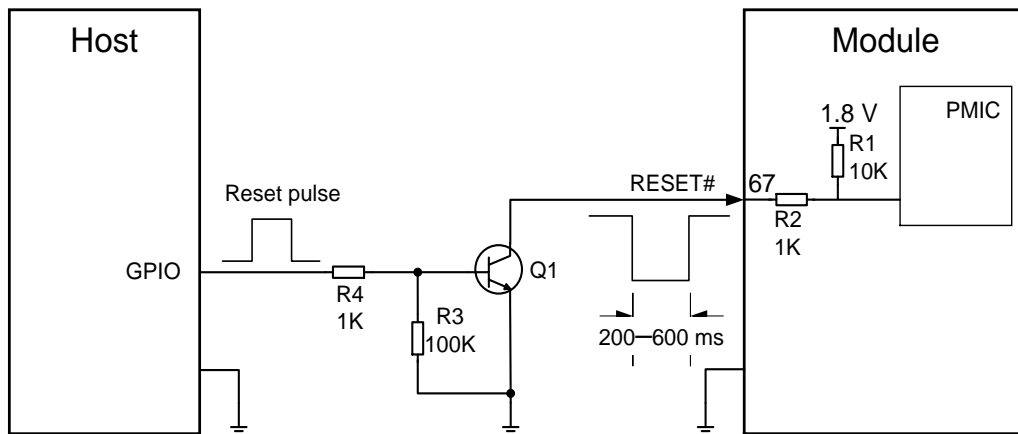 Host
Module
PMIC
1.8 V
R1
10K
RESET#
67
R2
1K
Reset pulse
GPIO
R4
1K
R3
100K
Q1
200—600 ms